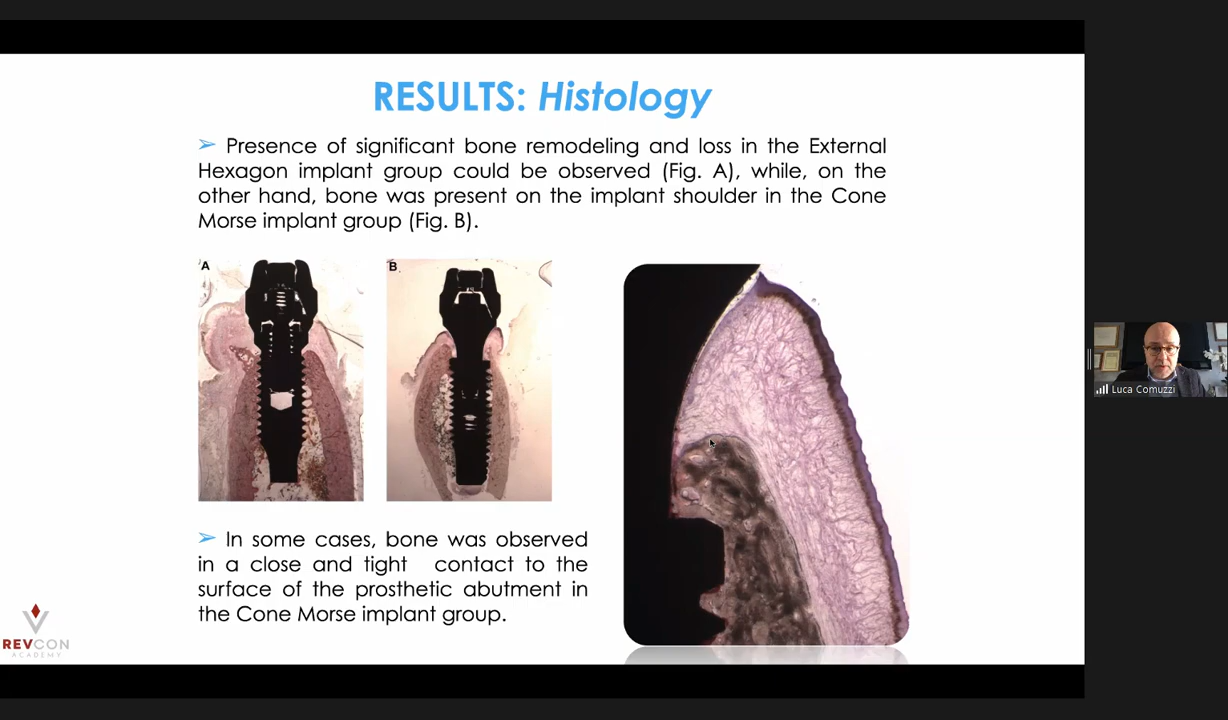 RESULTS: Histology
➢ Presence of significant bone remodeling and loss in the External
Hexagon implant group could be observed (Fig. A), while, on the
other hand, bone was present on the implant shoulder in the Cone
Morse implant group (Fig. B).
A
B
➢ In some cases, bone was observed
in a close and tight contact to the
surface of the prosthetic abutment in
the Cone Morse implant group.
REVCON
ACADEMY
Luca Comuzzi